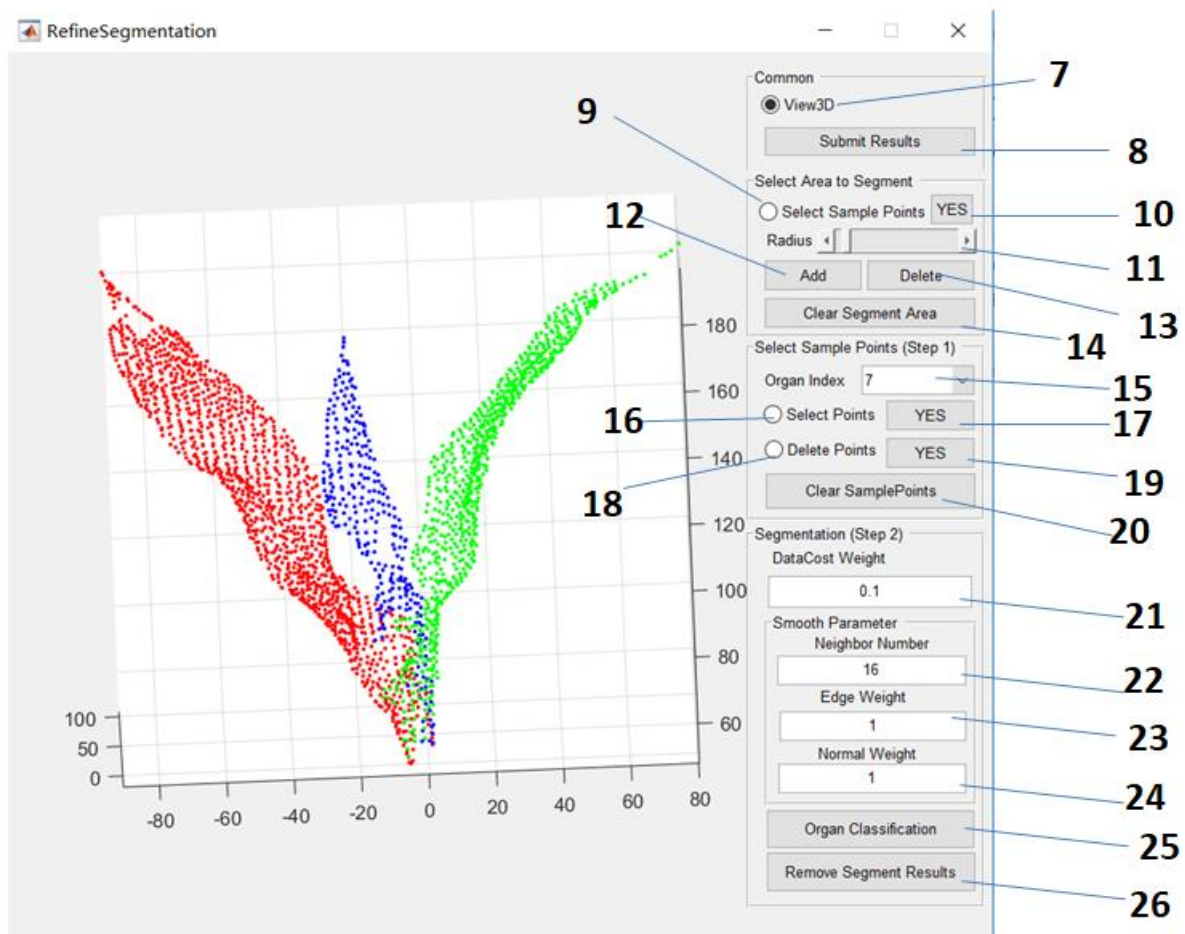 RefineSegmentation
Common
7
View3D
9
Submit Results
8
Select Area to Segment
Select Sample Points YES
10
12
Radius
11
Add Delete
13
Clear Segment Area
14
Select Sample Points (Step 1)
Organ Index 7
15
16
Select Points YES
17
Delete Points YES
18
19
Clear SamplePoints
20
Segmentation (Step 2)
DataCost Weight
0.1
21
Smooth Parameter
Neighbor Number
16
22
Edge Weight
1
23
Normal Weight
1
24
Organ Classification
25
Remove Segment Results
26
180
160
140
120
100
80
60
100
50
0
-80 -60 -40 -20 0 20 40 60 80